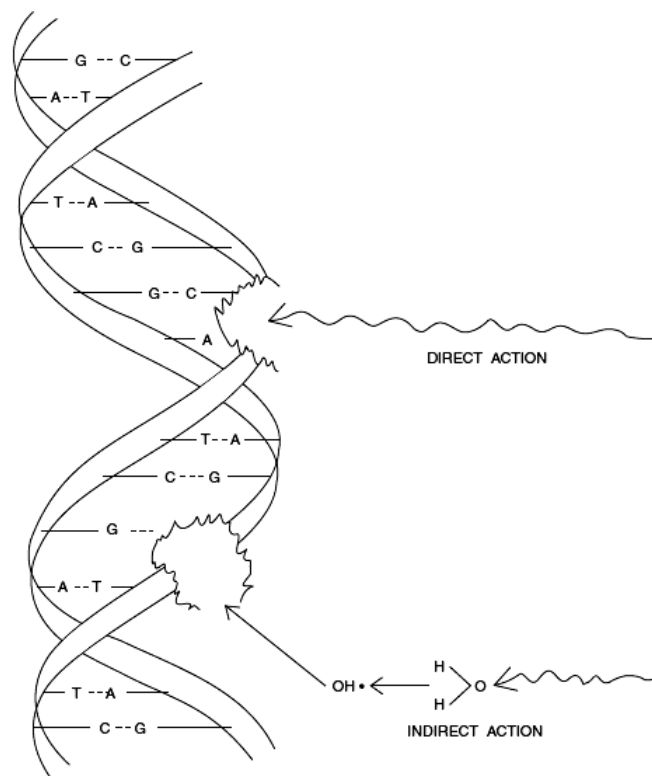 G -- C
A -- T
T -- A
C -- G
G -- C
A
DIRECT ACTION
T -- A
C --- G
G ---
A -- T
H
OH• O
H
T -- A
INDIRECT ACTION
C -- G